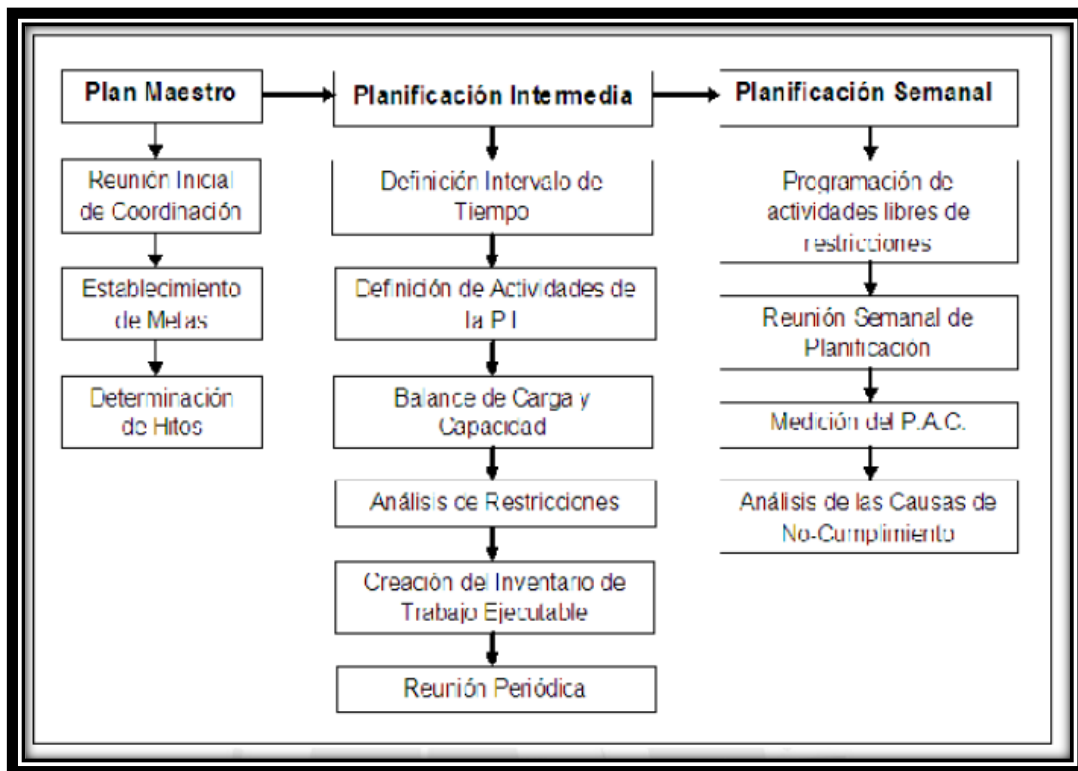 Plan Maestro
Reunión Inicial
de Coordinación
Establecimiento
de Metas
Determinación
de Hitos
Planificación Intermedia
Definición Intervalo de
Tiempo
Definición de Actividades de
la P I
Balance de Carga y
Capacidad
Análisis de Restricciones
Creación del Inventario de
Trabajo Ejecutable
Reunión Periódica
Planificación Semanal
Programación de
actividades libres de
restricciones
Reunión Semanal de
Planificación
Medición del P.A.C.
Análisis de las Causas de
No-Cumplimiento